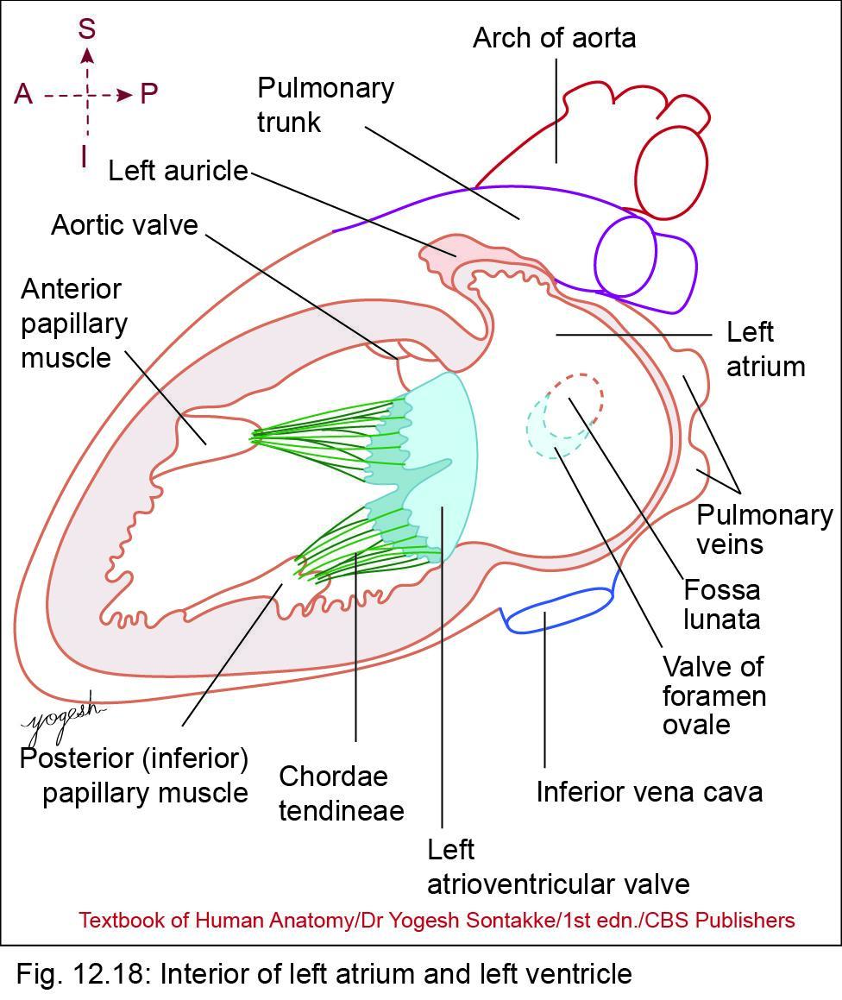 S
A
P
I
Arch of aorta
Pulmonary
trunk
Left auricle
Aortic valve
Anterior
papillary
muscle
Left
atrium
Pulmonary
veins
Fossa
lunata
Valve of
foramen
ovale
yogesh
Posterior (inferior)
papillary muscle
Chordae
tendineae
Inferior vena cava
Left
atrioventricular valve
Textbook of Human Anatomy/Dr Yogesh Sontakke/1st edn./CBS Publishers
Fig. 12.18: Interior of left atrium and left ventricle